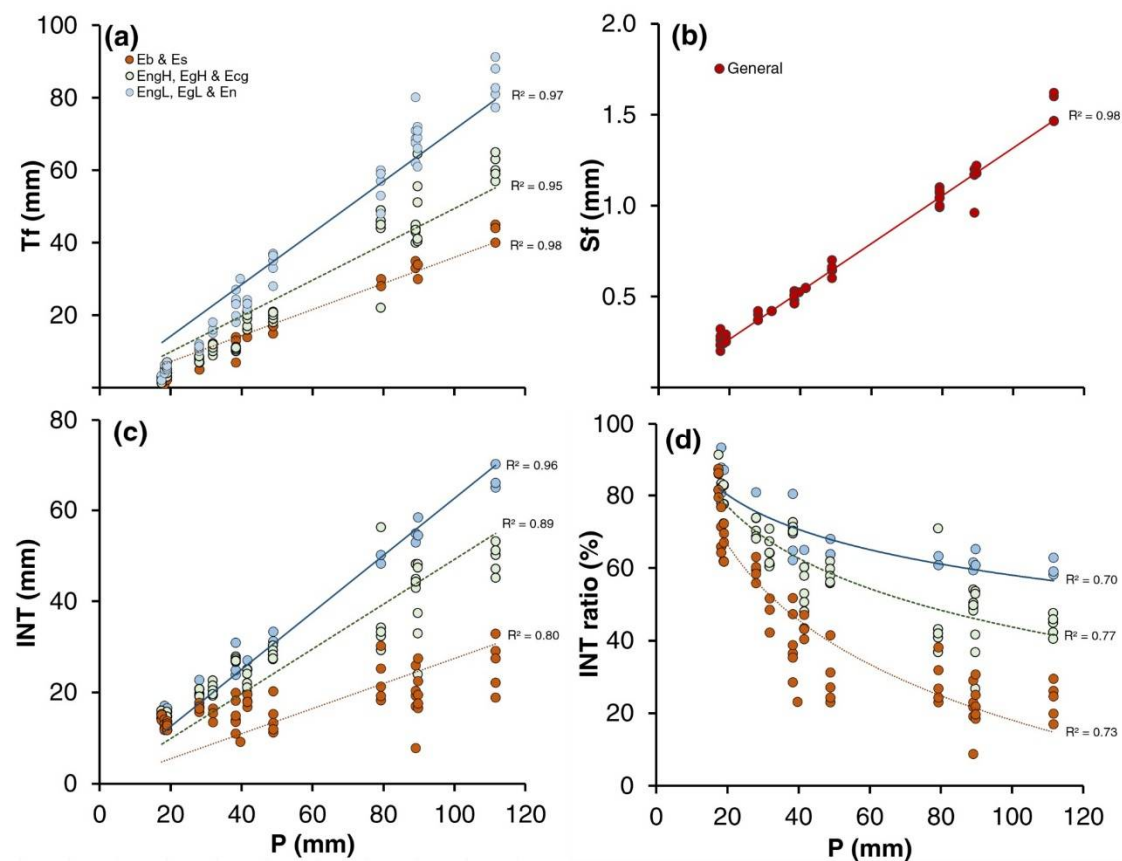 (a)
100
80
60
40
20
Tf (mm)
Eb & Es
EngH, EgH & Ecg
EngL, EgL & En
R² = 0.97
R² = 0.95
R² = 0.98
(b)
2.0
1.5
1.0
0.5
Sf (mm)
General
R² = 0.98
(c)
80
60
40
20
0
INT (mm)
R² = 0.96
R² = 0.89
R² = 0.80
0 20 40 60 80 100 120
P (mm)
(d)
100
80
60
40
20
0
INT ratio (%)
R² = 0.70
R² = 0.77
R² = 0.73
0 20 40 60 80 100 120
P (mm)